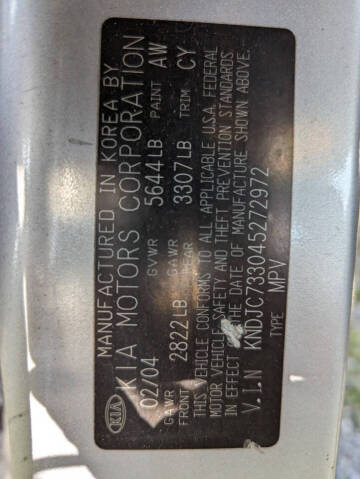 MANUFACTURED IN KOREA BY
KIA KIA MOTORS CORPORATION
02/04 GVWR 5644LB PAINT AW
GAWR FRONT 2822LB GAWR REAR 3307LB TRIM CY
THIS VEHICLE CONFORMS TO ALL APPLICABLE U.S.A. FEDERAL
MOTOR VEHICLE SAFETY AND THEFT PREVENTION STANDARDS
IN EFFECT THE DATE OF MANUFACTURE SHOWN ABOVE.
V.I.N KNDJC733045272972
TYPE MPV